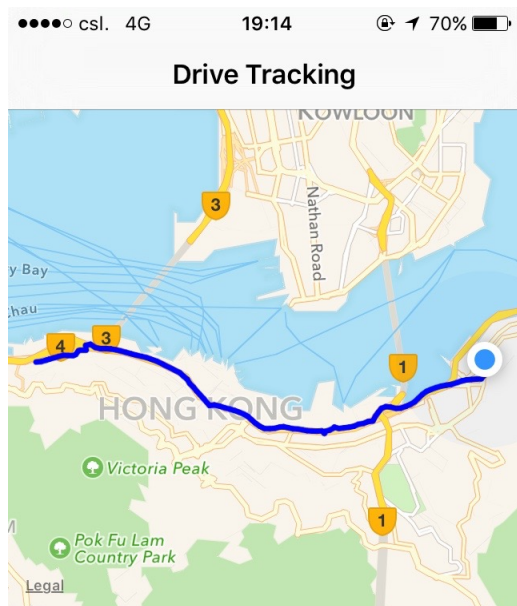 csl. 4G 19:14 70%
Drive Tracking
KOWLOON
3
Nathan Road
y Bay
hau
4
3
1
HONG KONG
Victoria Peak
M
1
Pok Fu Lam
Country Park
Legal